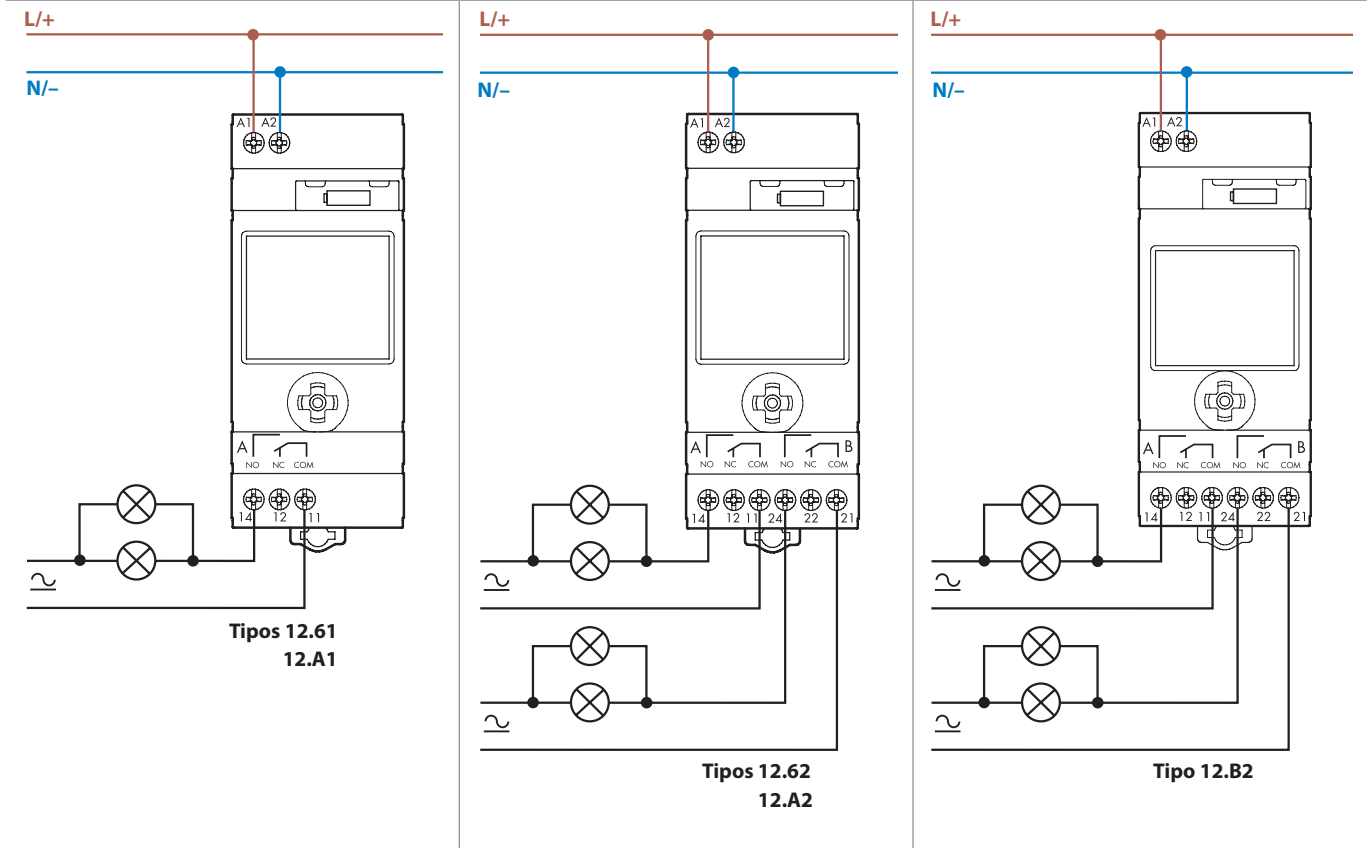 L/+
N/–
A1 A2
A
NO NC COM
14 12 11
Tipos 12.61
12.A1
L/+
N/–
A1 A2
A B
NO NC COM NO NC COM
14 12 11 24 22 21
Tipos 12.62
12.A2
L/+
N/–
A1 A2
A B
NO NC COM NO NC COM
14 12 11 24 22 21
Tipo 12.B2